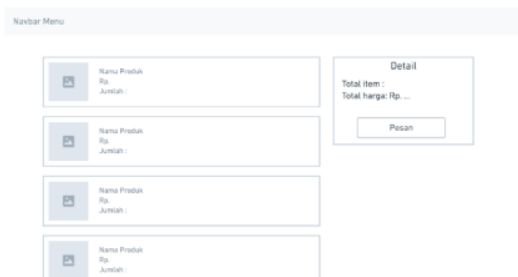 Navbar Menu
Nama Produk
Rp.
Jumlah :
Nama Produk
Rp.
Jumlah :
Nama Produk
Rp.
Jumlah :
Nama Produk
Rp.
Jumlah :
Detail
Total item :
Total harga: Rp. ...
Pesan